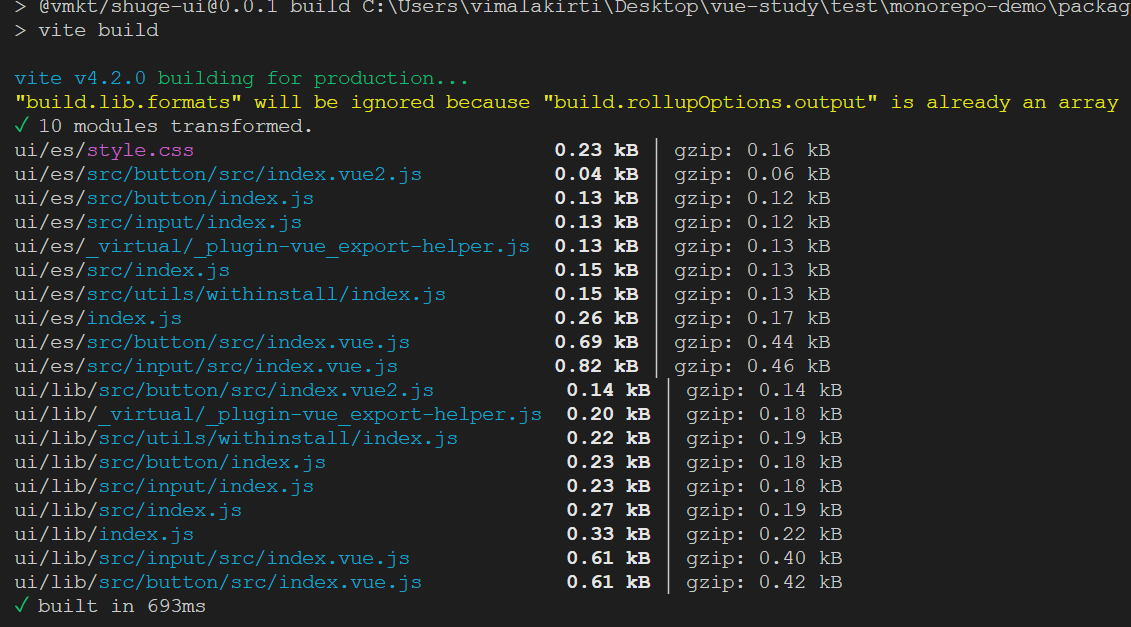 > @vmkt/shuge-ui@0.0.1 build C:\Users\vimalakirti\Desktop\vue-study\test\monorepo-demo\packag
> vite build
vite v4.2.0 building for production...
"build.lib.formats" will be ignored because "build.rollupOptions.output" is already an array
✓ 10 modules transformed.
ui/es/style.css 0.23 kB │ gzip: 0.16 kB
ui/es/src/button/src/index.vue2.js 0.04 kB │ gzip: 0.06 kB
ui/es/src/button/index.js 0.13 kB │ gzip: 0.12 kB
ui/es/src/input/index.js 0.13 kB │ gzip: 0.12 kB
ui/es/_virtual/_plugin-vue_export-helper.js 0.13 kB │ gzip: 0.13 kB
ui/es/src/index.js 0.15 kB │ gzip: 0.13 kB
ui/es/src/utils/withinstall/index.js 0.15 kB │ gzip: 0.13 kB
ui/es/index.js 0.26 kB │ gzip: 0.17 kB
ui/es/src/button/src/index.vue.js 0.69 kB │ gzip: 0.44 kB
ui/es/src/input/src/index.vue.js 0.82 kB │ gzip: 0.46 kB
ui/lib/src/button/src/index.vue2.js 0.14 kB │ gzip: 0.14 kB
ui/lib/_virtual/_plugin-vue_export-helper.js 0.20 kB │ gzip: 0.18 kB
ui/lib/src/utils/withinstall/index.js 0.22 kB │ gzip: 0.19 kB
ui/lib/src/button/index.js 0.23 kB │ gzip: 0.18 kB
ui/lib/src/input/index.js 0.23 kB │ gzip: 0.18 kB
ui/lib/src/index.js 0.27 kB │ gzip: 0.19 kB
ui/lib/index.js 0.33 kB │ gzip: 0.22 kB
ui/lib/src/input/src/index.vue.js 0.61 kB │ gzip: 0.40 kB
ui/lib/src/button/src/index.vue.js 0.61 kB │ gzip: 0.42 kB
✓ built in 693ms